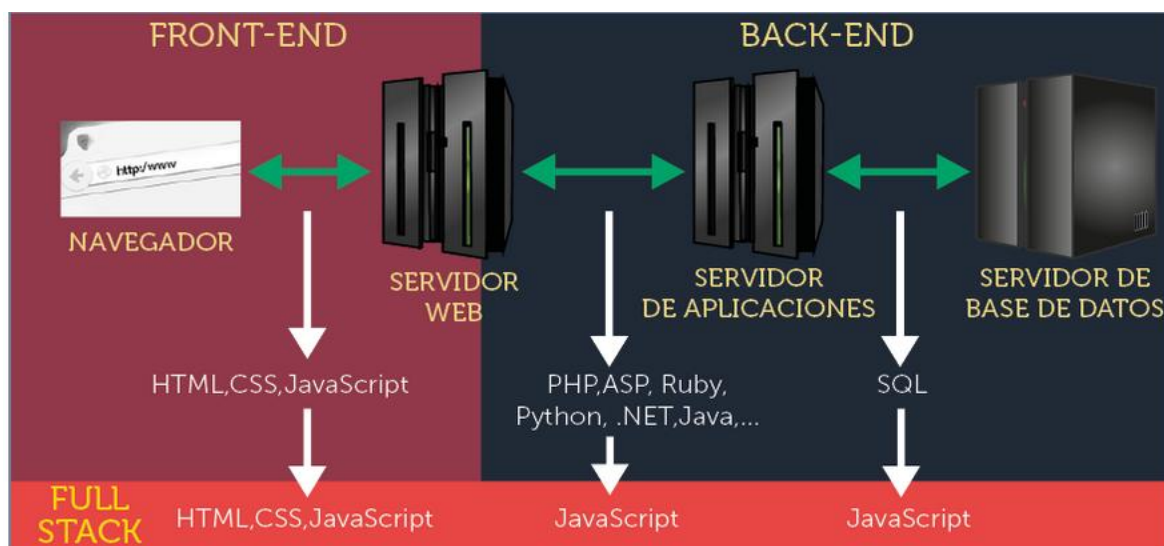 FRONT-END
BACK-END
http:/www
NAVEGADOR
SERVIDOR
WEB
SERVIDOR
DE APLICACIONES
SERVIDOR DE
BASE DE DATOS
HTML,CSS,JavaScript
PHP,ASP, Ruby,
Python, .NET,Java,...
SQL
FULL
STACK
HTML,CSS,JavaScript
JavaScript
JavaScript